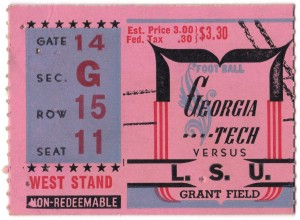 GATE 14
SEC. G
ROW 15
SEAT 11
WEST STAND
NON-REDEEMABLE
Est. Price 3.00
Fed. Tax .30
$3.30
FOOTBALL
GEORGIA
TECH
VERSUS
L. S. U.
GRANT FIELD